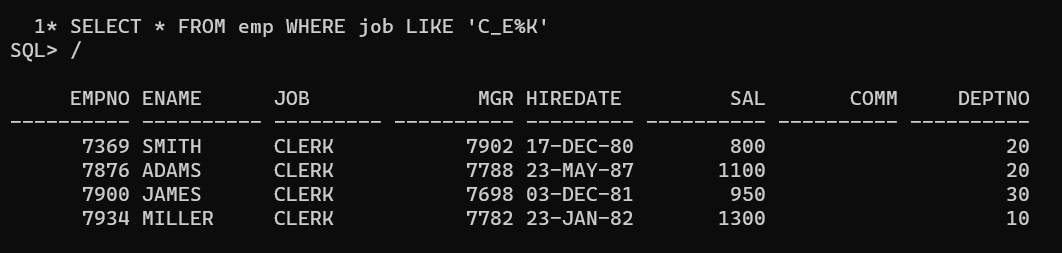 1* SELECT * FROM emp WHERE job LIKE 'C_E%K'
SQL> /
     EMPNO ENAME      JOB              MGR HIREDATE         SAL       COMM     DEPTNO
---------- ---------- --------- ---------- --------- ---------- ---------- ----------
      7369 SMITH      CLERK           7902 17-DEC-80        800                    20
      7876 ADAMS      CLERK           7788 23-MAY-87       1100                    20
      7900 JAMES      CLERK           7698 03-DEC-81        950                    30
      7934 MILLER     CLERK           7782 23-JAN-82       1300                    10